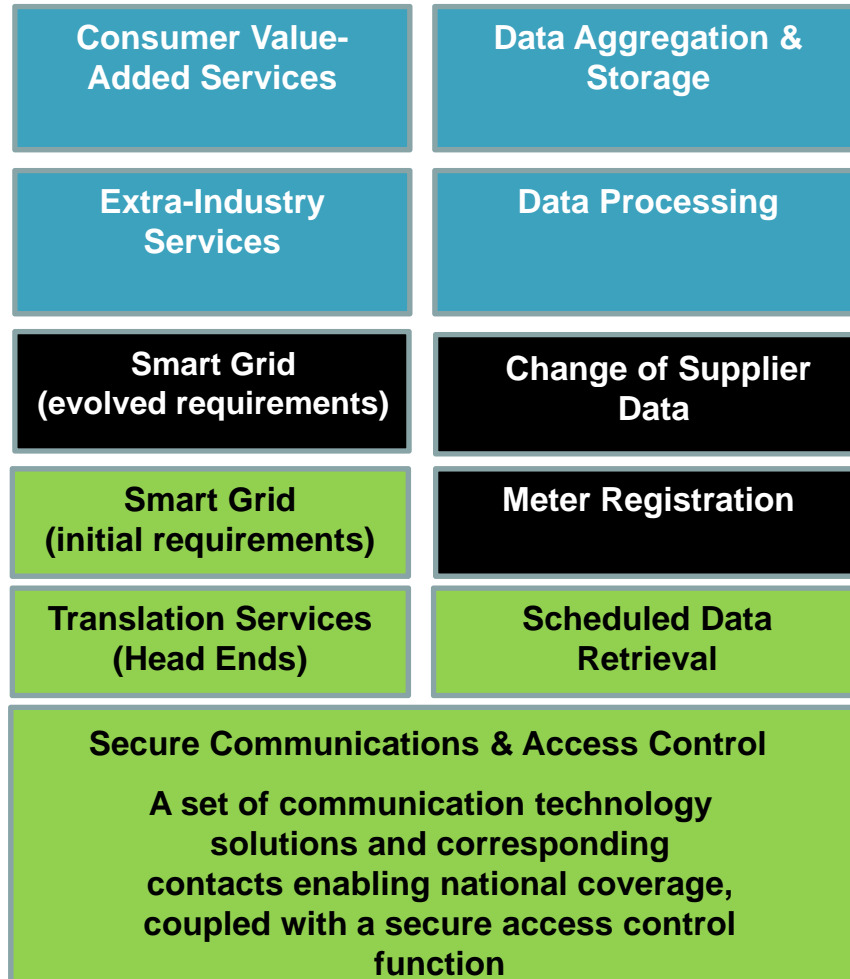 Consumer Value-
Added Services
Data Aggregation &
Storage
Extra-Industry
Services
Data Processing
Smart Grid
(evolved requirements)
Change of Supplier
Data
Smart Grid
(initial requirements)
Meter Registration
Translation Services
(Head Ends)
Scheduled Data
Retrieval
Secure Communications & Access Control
A set of communication technology
solutions and corresponding
contacts enabling national coverage,
coupled with a secure access control
function